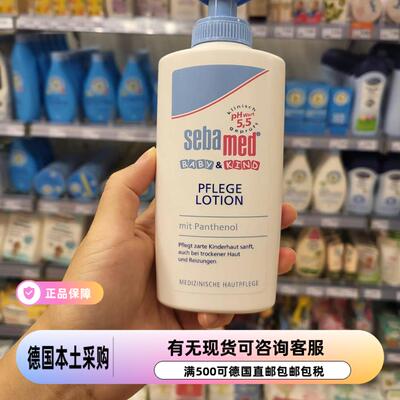 klinisch
pH Wert
5,5
geprüft
sebamed®
BABY & KIND
PFLEGE
LOTION
mit Panthenol
Pflegt zarte Kinderhaut sanft,
auch bei trockener Haut
und Reizungen
MEDIZINISCHE HAUTPFLEGE
正品保障
德国本土采购
有无现货可咨询客服
满500可德国直邮包邮包税